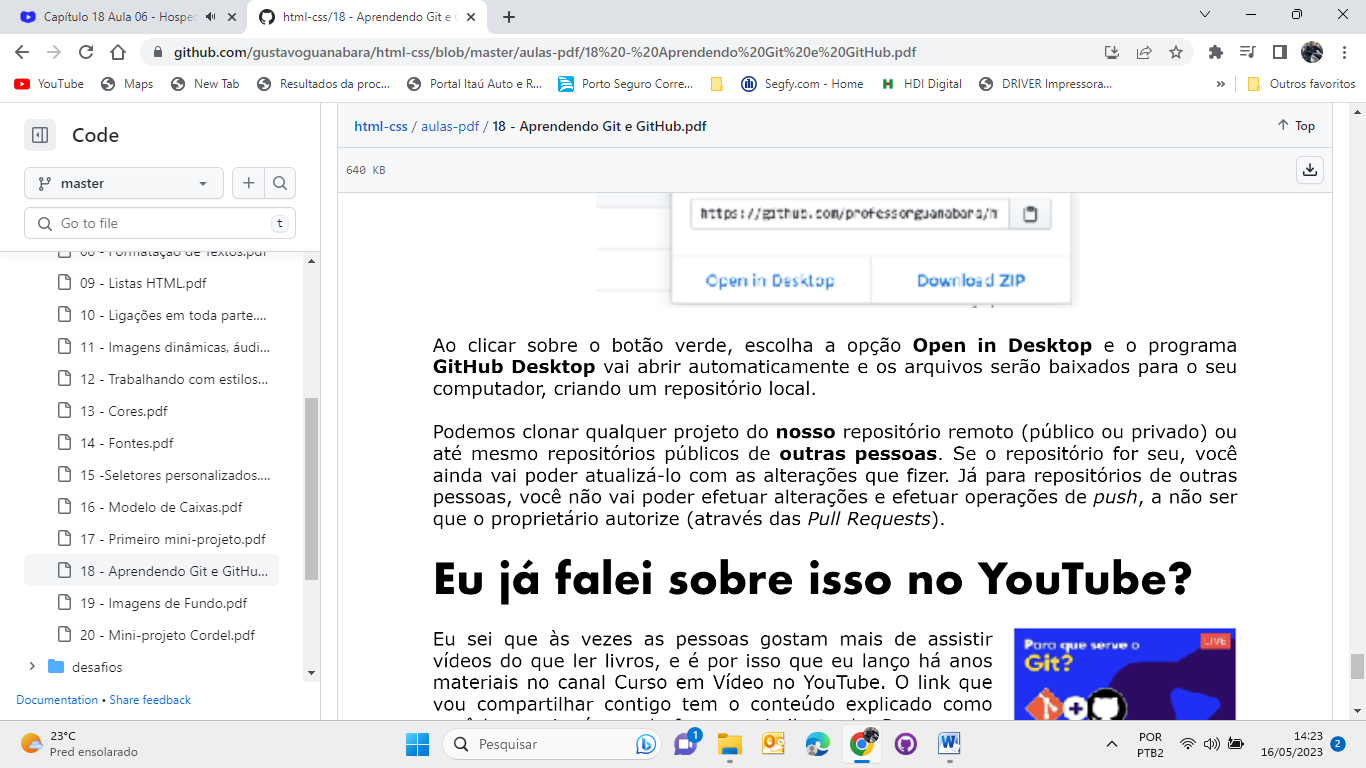 Capítulo 18 Aula 06 - Hosped
html-css/18 - Aprendendo Git e G
github.com/gustavoguanabara/html-css/blob/master/aulas-pdf/18%20-%20Aprendendo%20Git%20e%20GitHub.pdf
YouTube Maps New Tab Resultados da proc... Portal Itaú Auto e R... Porto Seguro Corre... Segfy.com - Home HDI Digital DRIVER Impressora... » Outros favoritos
Code
master
Go to file t
08 - Formatação de Textos.pdf
09 - Listas HTML.pdf
10 - Ligações em toda parte....
11 - Imagens dinâmicas, áudi...
12 - Trabalhando com estilos...
13 - Cores.pdf
14 - Fontes.pdf
15 -Seletores personalizados....
16 - Modelo de Caixas.pdf
17 - Primeiro mini-projeto.pdf
18 - Aprendendo Git e GitHu...
19 - Imagens de Fundo.pdf
20 - Mini-projeto Cordel.pdf
desafios
Documentation • Share feedback
html-css / aulas-pdf / 18 - Aprendendo Git e GitHub.pdf
Top
640 KB
https://github.com/professorguanabara/h
Open in Desktop Download ZIP
Ao clicar sobre o botão verde, escolha a opção Open in Desktop e o programa
GitHub Desktop vai abrir automaticamente e os arquivos serão baixados para o seu
computador, criando um repositório local.
Podemos clonar qualquer projeto do nosso repositório remoto (público ou privado) ou
até mesmo repositórios públicos de outras pessoas. Se o repositório for seu, você
ainda vai poder atualizá-lo com as alterações que fizer. Já para repositórios de outras
pessoas, você não vai poder efetuar alterações e efetuar operações de push, a não ser
que o proprietário autorize (através das Pull Requests).
Eu já falei sobre isso no YouTube?
Eu sei que às vezes as pessoas gostam mais de assistir
vídeos do que ler livros, e é por isso que eu lanço há anos
materiais no canal Curso em Vídeo no YouTube. O link que
vou compartilhar contigo tem o conteúdo explicado como
Para que serve o
Git?
LIVE
23°C
Pred ensolarado
Pesquisar
1
POR
PTB2
14:23
16/05/2023
2